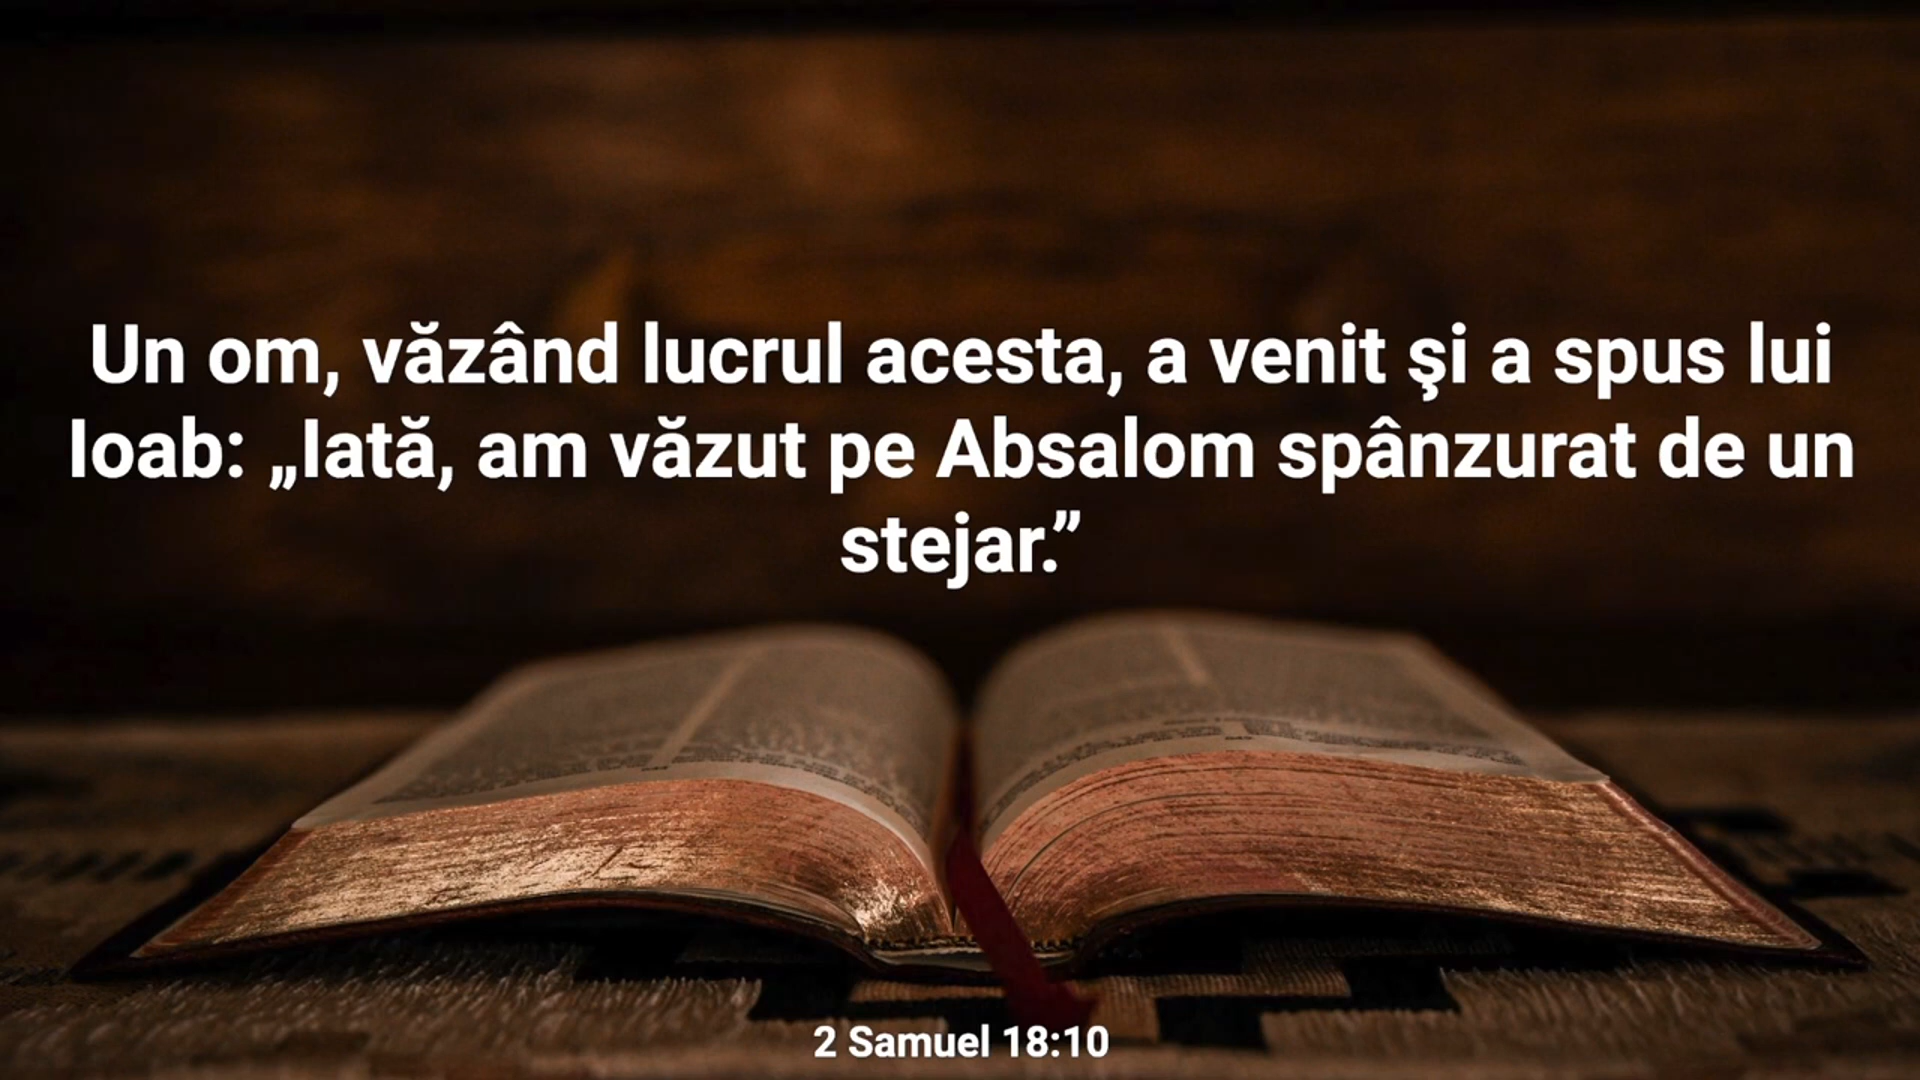 Un om, văzând lucrul acesta, a venit şi a spus lui
Ioab: „Iată, am văzut pe Absalom spânzurat de un
stejar.”
2 Samuel 18:10